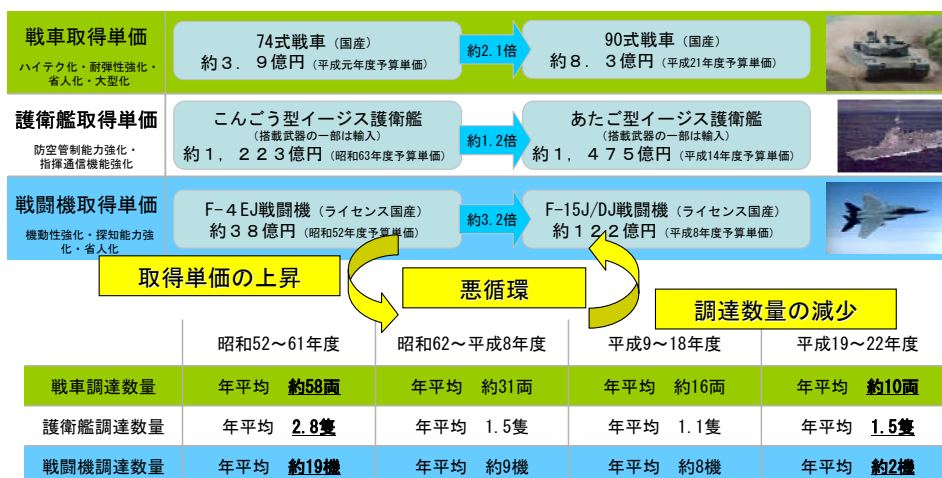 戦車取得単価
ハイテク化・耐弾性強化・
省人化・大型化
74式戦車（国産）
約３．９億円（平成元年度予算単価）
約2.1倍
90式戦車（国産）
約８．３億円（平成21年度予算単価）
護衛艦取得単価
防空管制能力強化・
指揮通信機能強化
こんごう型イージス護衛艦
（搭載武器の一部は輸入）
約１，２２３億円（昭和63年度予算単価）
約1.2倍
あたご型イージス護衛艦
（搭載武器の一部は輸入）
約１，４７５億円（平成14年度予算単価）
戦闘機取得単価
機動性強化・探知能力強
化・省人化
F-４EJ戦闘機（ライセンス国産）
約３８億円（昭和52年度予算単価）
約3.2倍
F-15J/DJ戦闘機（ライセンス国産）
約１２２億円（平成8年度予算単価）
取得単価の上昇
悪循環
調達数量の減少
昭和52～61年度　昭和62～平成8年度　平成9～18年度　平成19～22年度
戦車調達数量　年平均　約58両　年平均　約31両　年平均　約16両　年平均　約10両
護衛艦調達数量　年平均　2.8隻　年平均　1.5隻　年平均　1.1隻　年平均　1.5隻
戦闘機調達数量　年平均　約19機　年平均　約9機　年平均　約8機　年平均　約2機